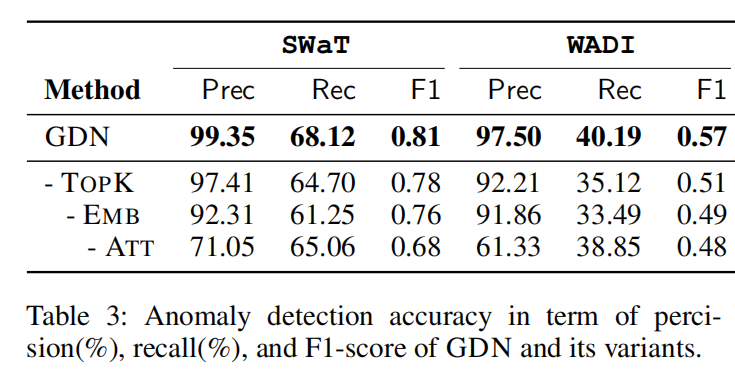 SWaT WADI
Method Prec Rec F1 Prec Rec F1
GDN 99.35 68.12 0.81 97.50 40.19 0.57
- TOPK 97.41 64.70 0.78 92.21 35.12 0.51
- EMB 92.31 61.25 0.76 91.86 33.49 0.49
- ATT 71.05 65.06 0.68 61.33 38.85 0.48
Table 3: Anomaly detection accuracy in term of perci-
sion(%), recall(%), and F1-score of GDN and its variants.